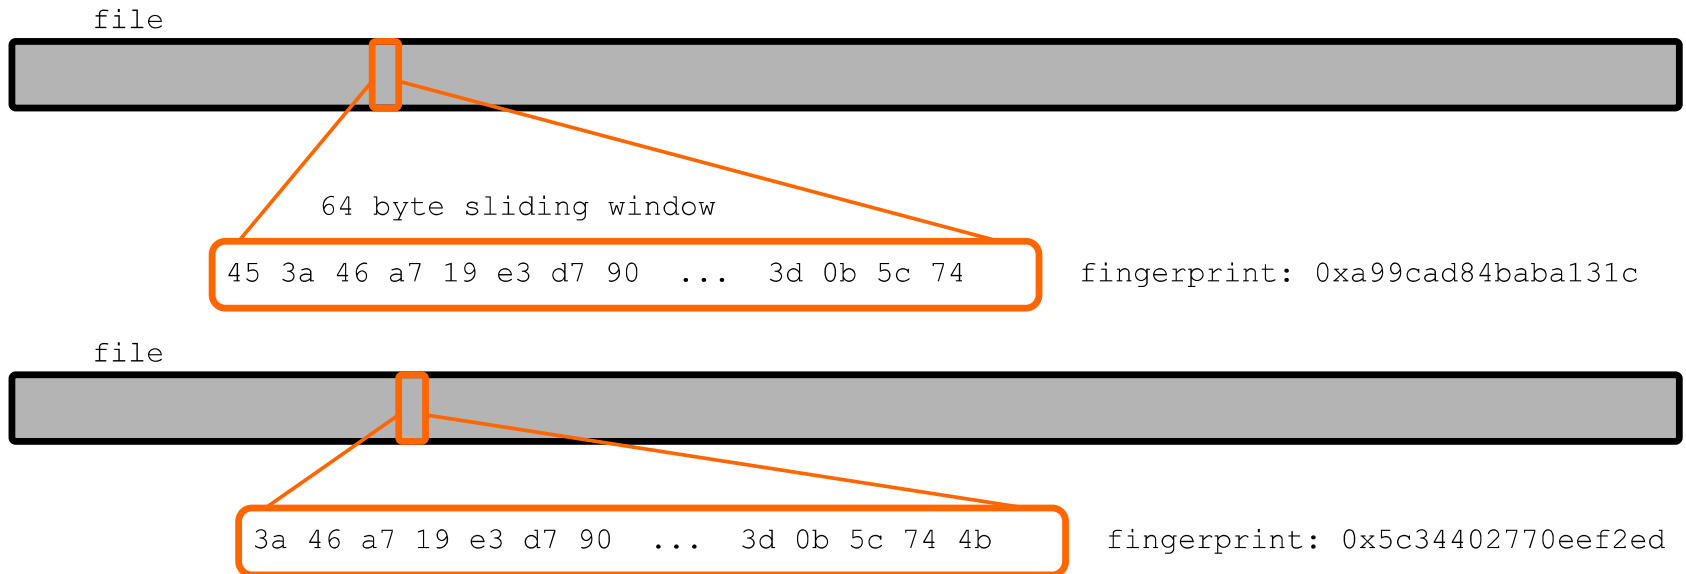 file
64 byte sliding window
45 3a 46 a7 19 e3 d7 90 ... 3d 0b 5c 74 fingerprint: 0xa99cad84baba131c
file
3a 46 a7 19 e3 d7 90 ... 3d 0b 5c 74 4b fingerprint: 0x5c34402770eef2ed